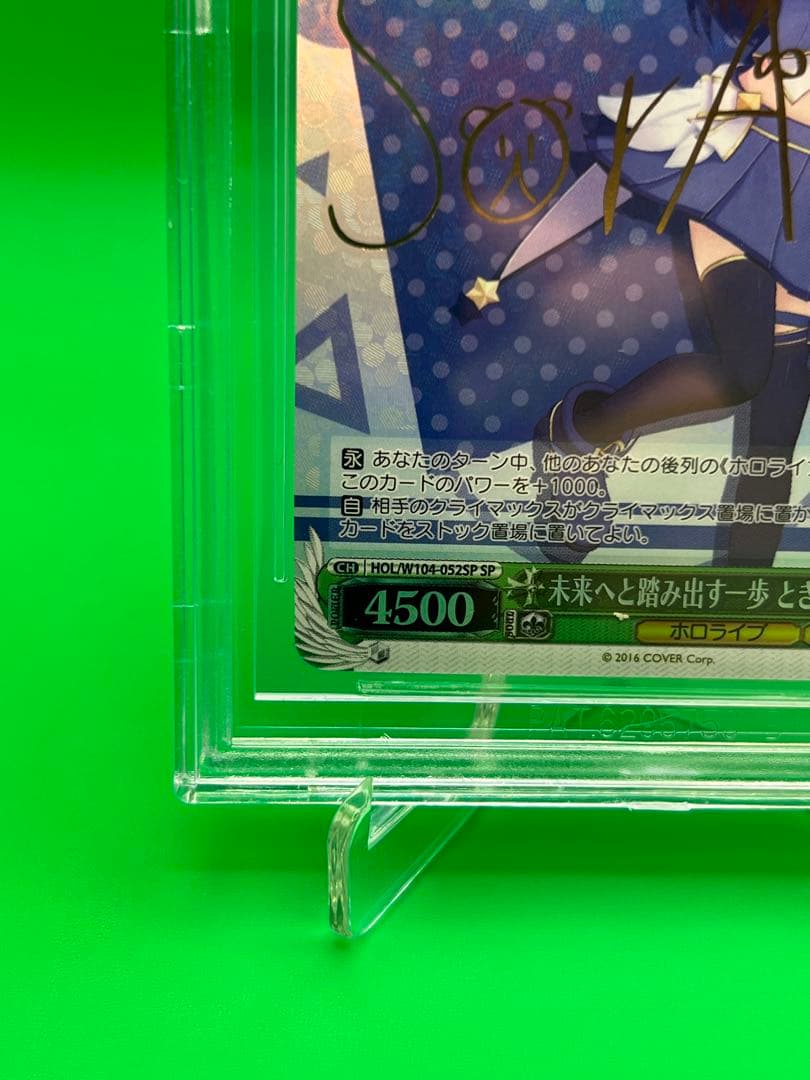 SorA
永 あなたのターン中、他のあなたの後列の《ホロライ
このカードのパワーを+1000。
自 相手のクライマックスがクライマックス置場に置か
カードをストック置場に置いてよい。
CH HOL/W104-052SP SP
POWER 4500
未来へと踏み出す一歩 とき
SOUL ホロライブ
© 2016 COVER Corp.